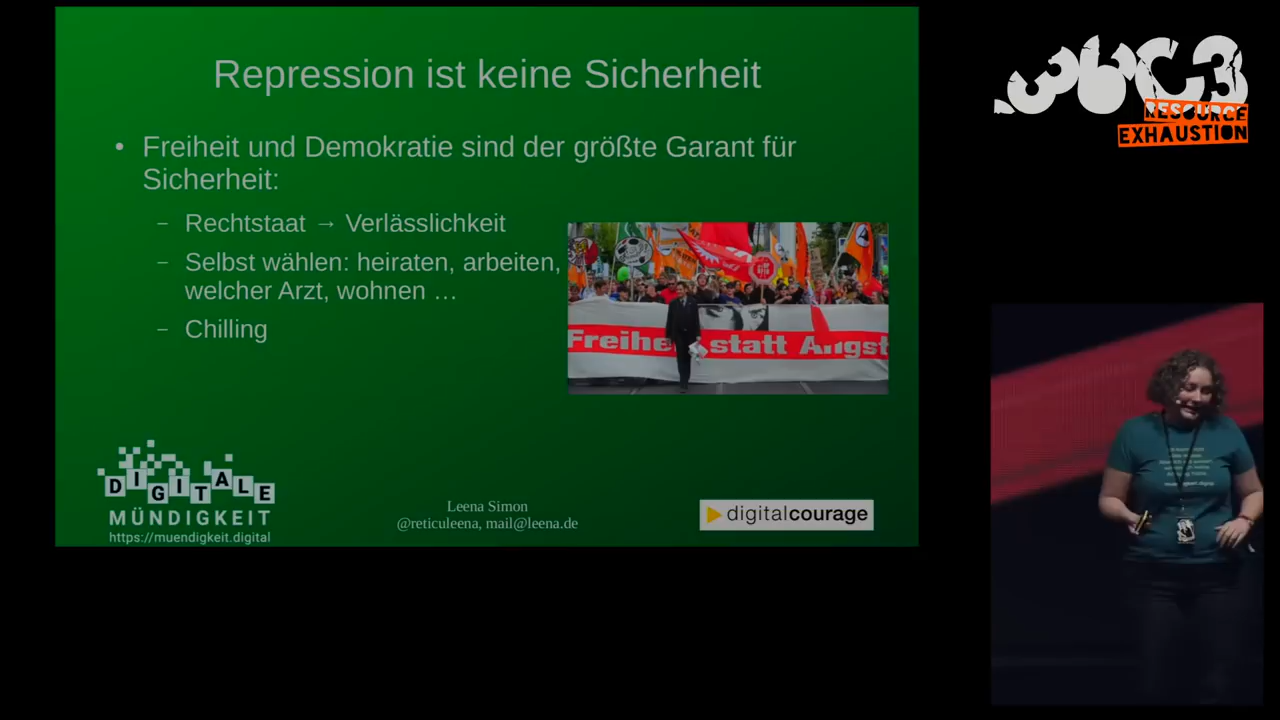 Repression ist keine Sicherheit
• Freiheit und Demokratie sind der größte Garant für
Sicherheit:
– Rechtstaat → Verlässlichkeit
– Selbst wählen: heiraten, arbeiten,
welcher Arzt, wohnen …
– Chilling
Freihei statt Angst
DIGITALE
MÜNDIGKEIT
https://muendigkeit.digital
Leena Simon
@reticuleena, mail@leena.de
digitalcourage
36C3
RESOURCE
EXHAUSTION